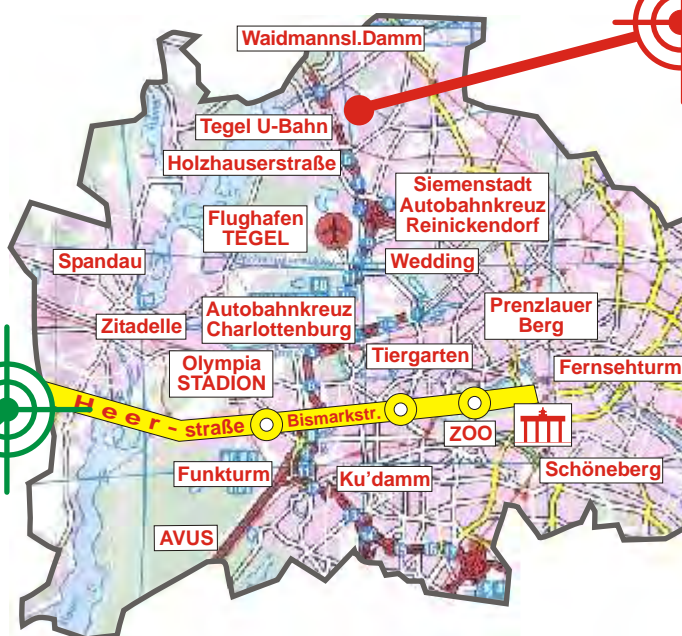 Waidmannsl.Damm
Tegel U-Bahn
Holzhauserstraße
Siemenstadt
Autobahnkreuz
Reinickendorf
Flughafen
TEGEL
Spandau
Wedding
Zitadelle
Autobahnkreuz
Charlottenburg
Prenzlauer
Berg
Tiergarten
Olympia
STADION
Fernsehturm
Heer-
straße
Bismarkstr.
ZOO
Schöneberg
Funkturm
Ku’damm
AVUS